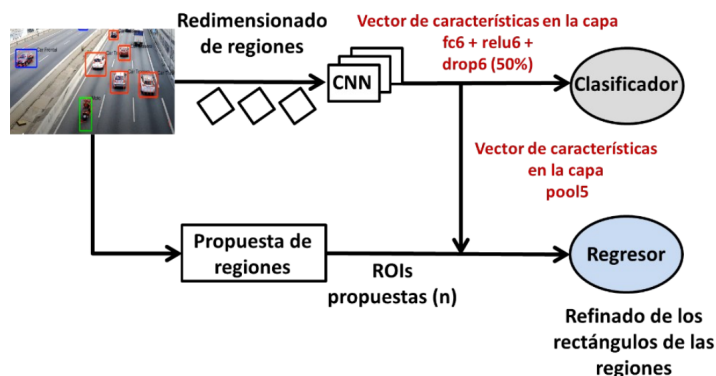 Redimensionado
de regiones
Vector de características en la capa
fc6 + relu6 +
drop6 (50%)
CNN
Clasificador
Vector de características
en la capa
pool5
Propuesta de
regiones
ROIs
propuestas (n)
Regresor
Refinado de los
rectángulos de las
regiones